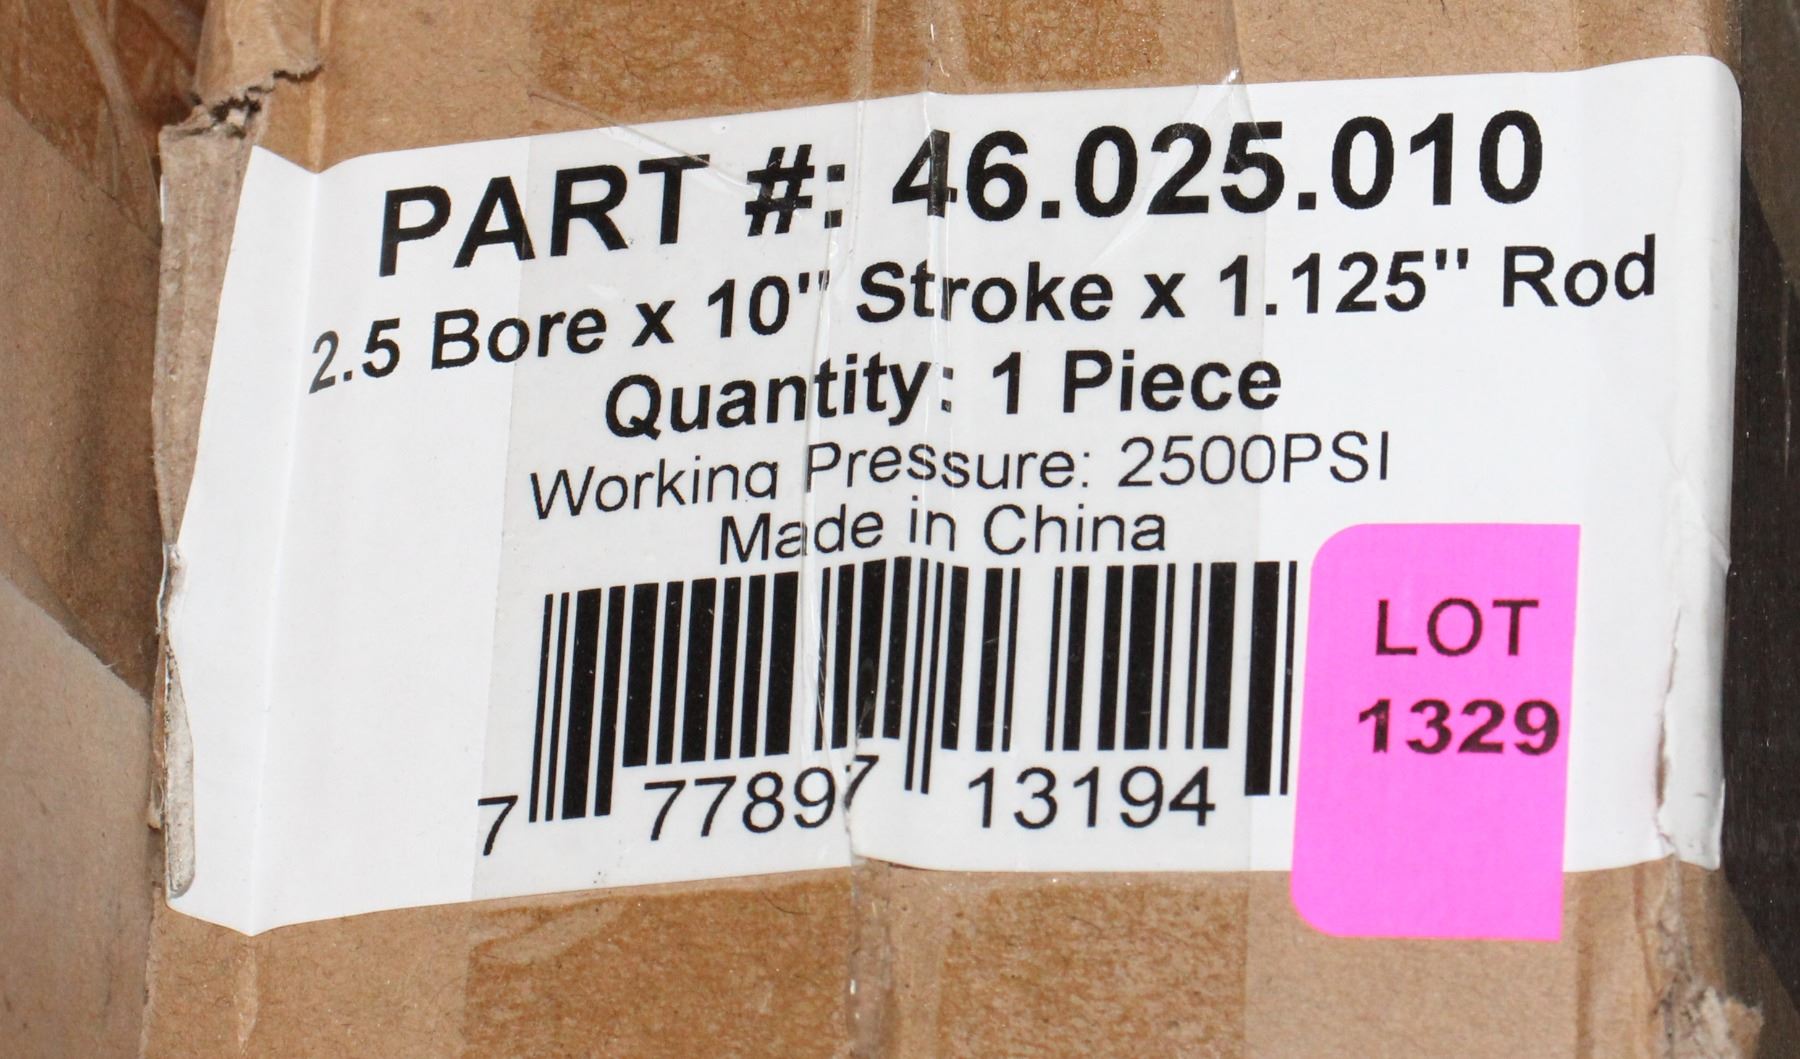 PART #: 46.025.010
2.5 Bore x 10" Stroke x 1.125" Rod
Quantity: 1 Piece
Working Pressure: 2500PSI
Made in China
7 77897 13194
LOT
1329